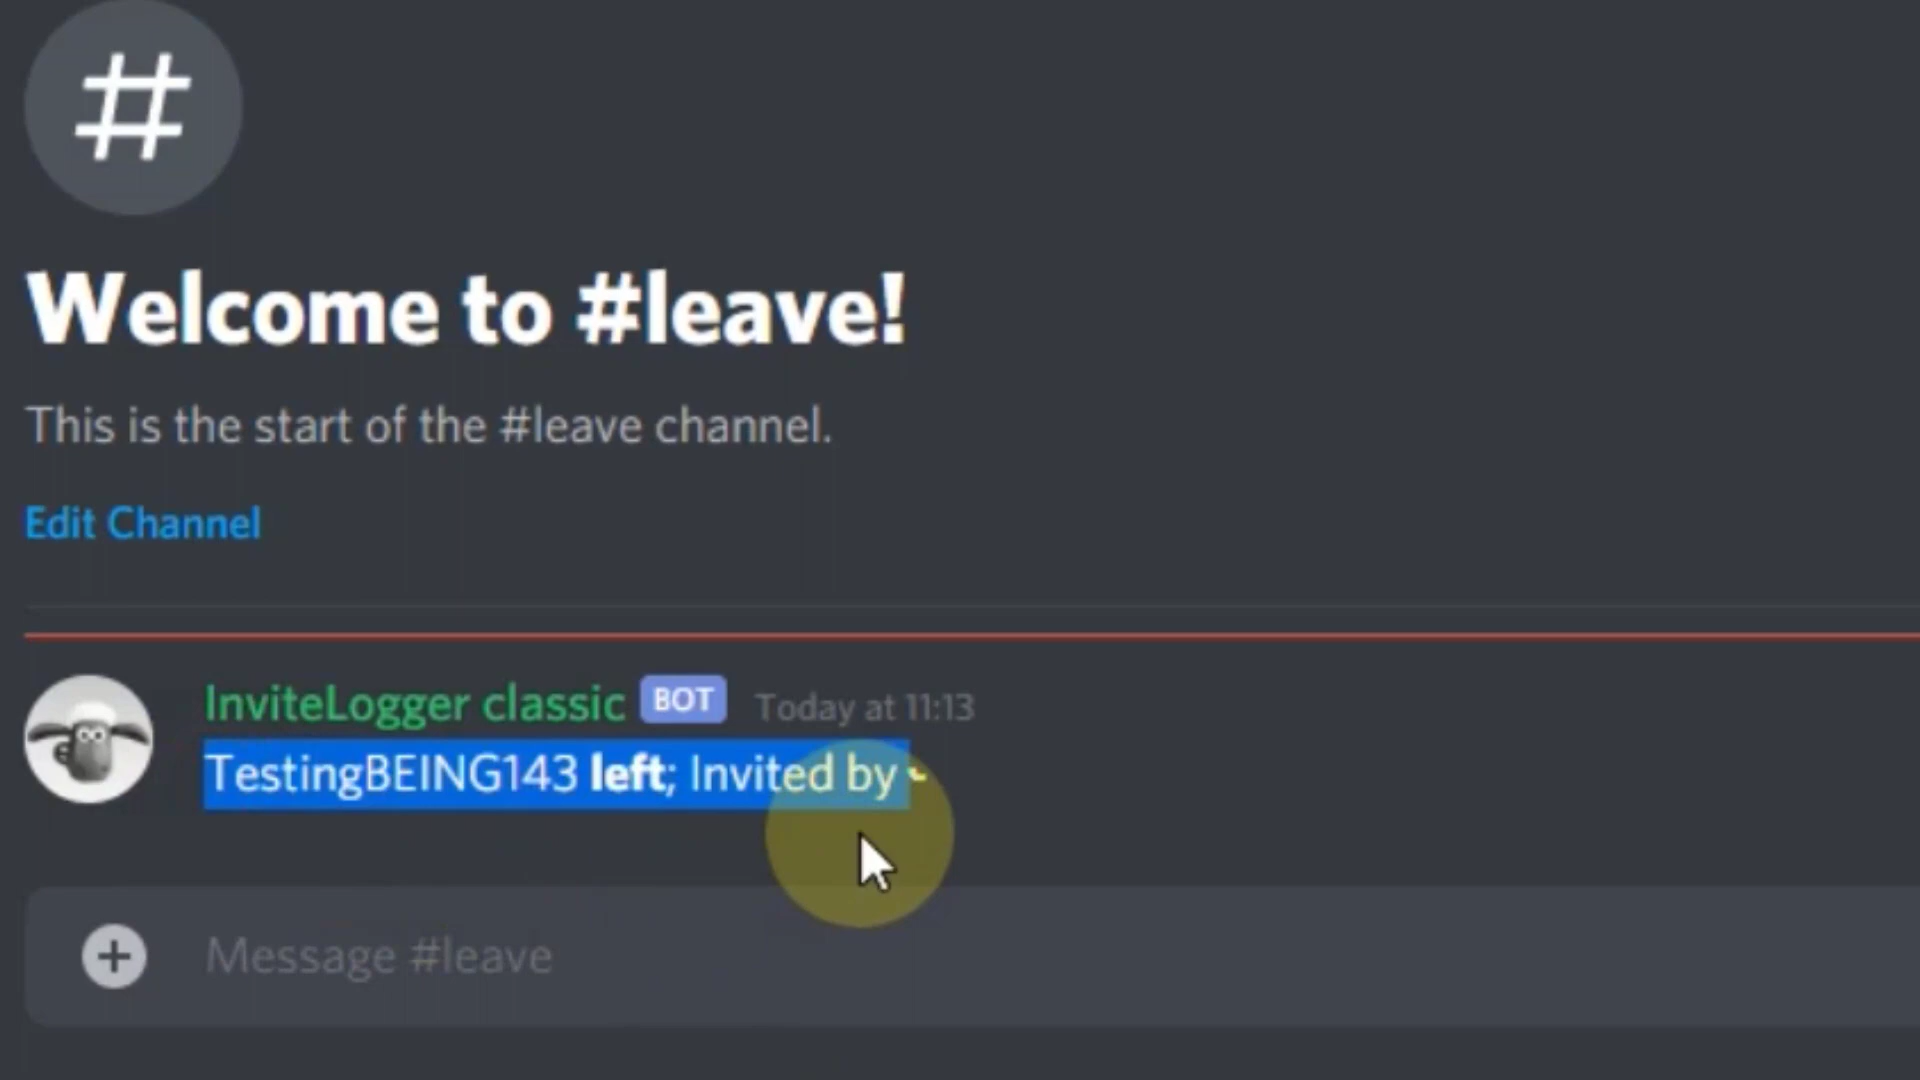 #
Welcome to #leave!
This is the start of the #leave channel.
Edit Channel
InviteLogger classic BOT Today at 11:13
TestingBEING143 left; Invited by
Message #leave